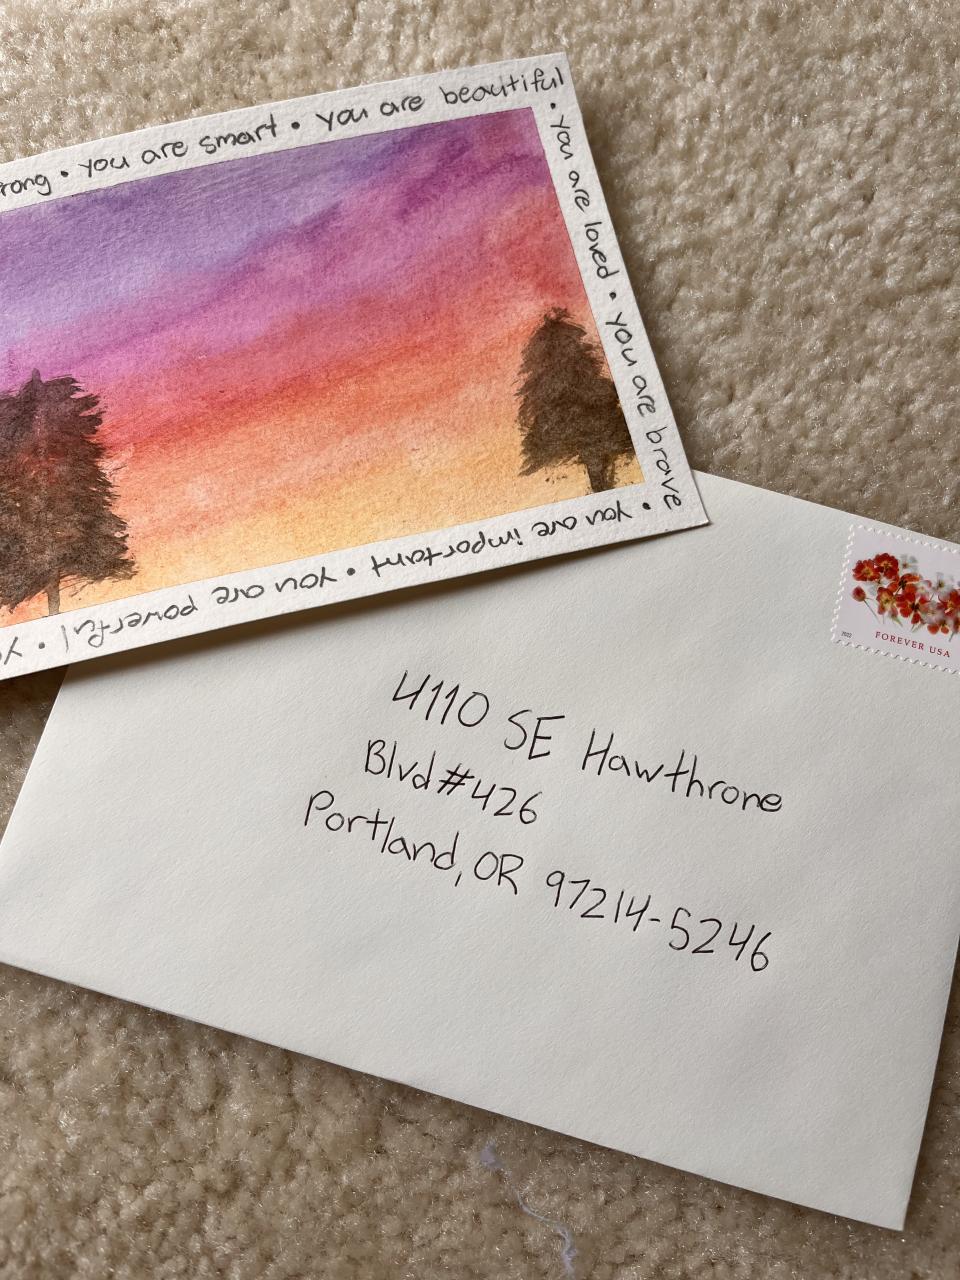 rong • you are smart • you are beautiful
• you are loved • you are brave
• you are important • you are powerful • y
2022
FOREVER USA
4110 SE Hawthrone
Blvd #426
Portland, OR 97214-5246